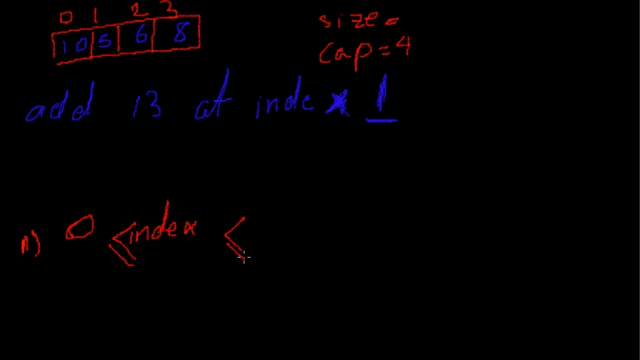 0 1 2 3
10 5 6 8
size=
cap=4
add 13 at index 1
1) 0 ≤ index ≤